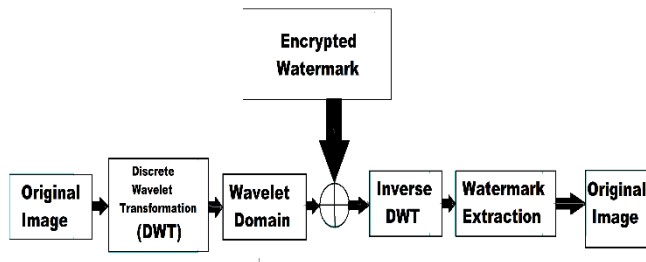 Encrypted
Watermark
Original
Image
Discrete
Wavelet
Transformation
(DWT)
Wavelet
Domain
Inverse
DWT
Watermark
Extraction
Original
Image